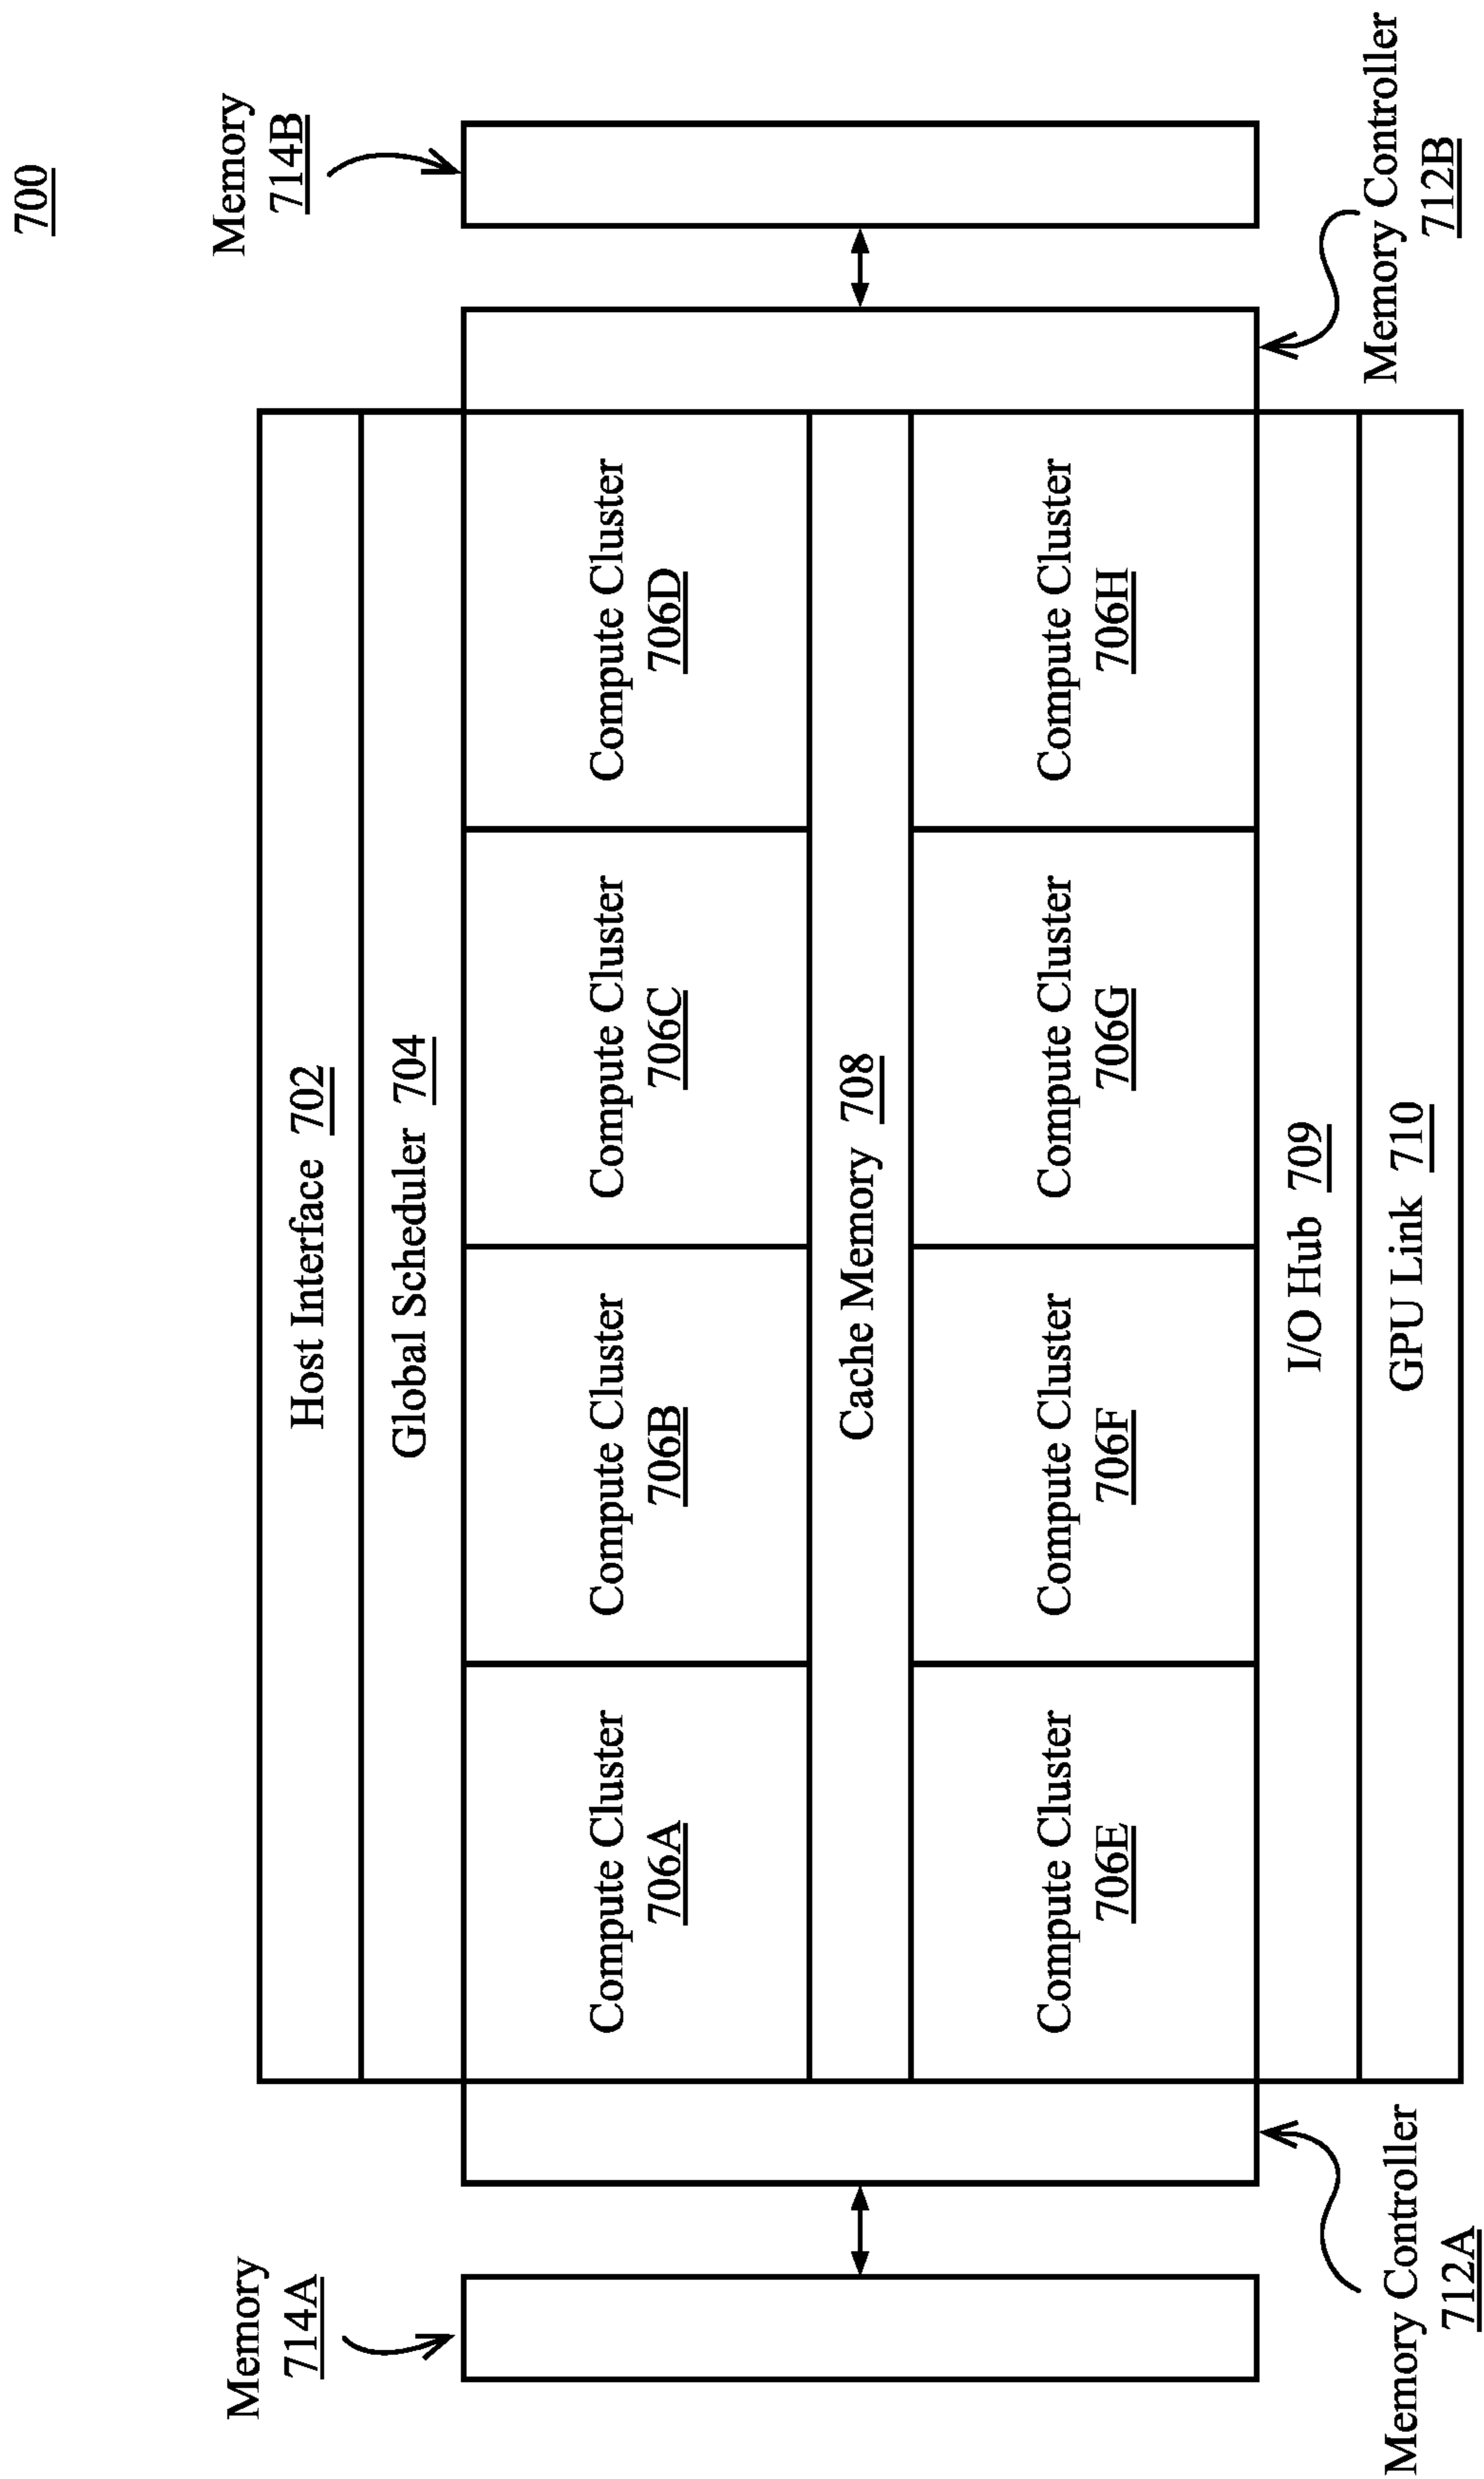 700
Memory
714B
Memory Controller
712B
Host Interface 702
Global Scheduler 704
Compute Cluster
706A
Compute Cluster
706B
Compute Cluster
706C
Compute Cluster
706D
Cache Memory 708
Compute Cluster
706E
Compute Cluster
706F
Compute Cluster
706G
Compute Cluster
706H
I/O Hub 709
GPU Link 710
Memory
714A
Memory Controller
712A